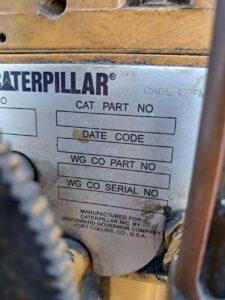 CATERPILLAR®
NO
CAT PART NO
DATE CODE
WG CO PART NO
WG CO SERIAL NO
MANUFACTURED FOR
CATERPILLAR INC. BY
WOODWARD GOVERNOR COMPANY
FORT COLLINS, CO., U.S.A.